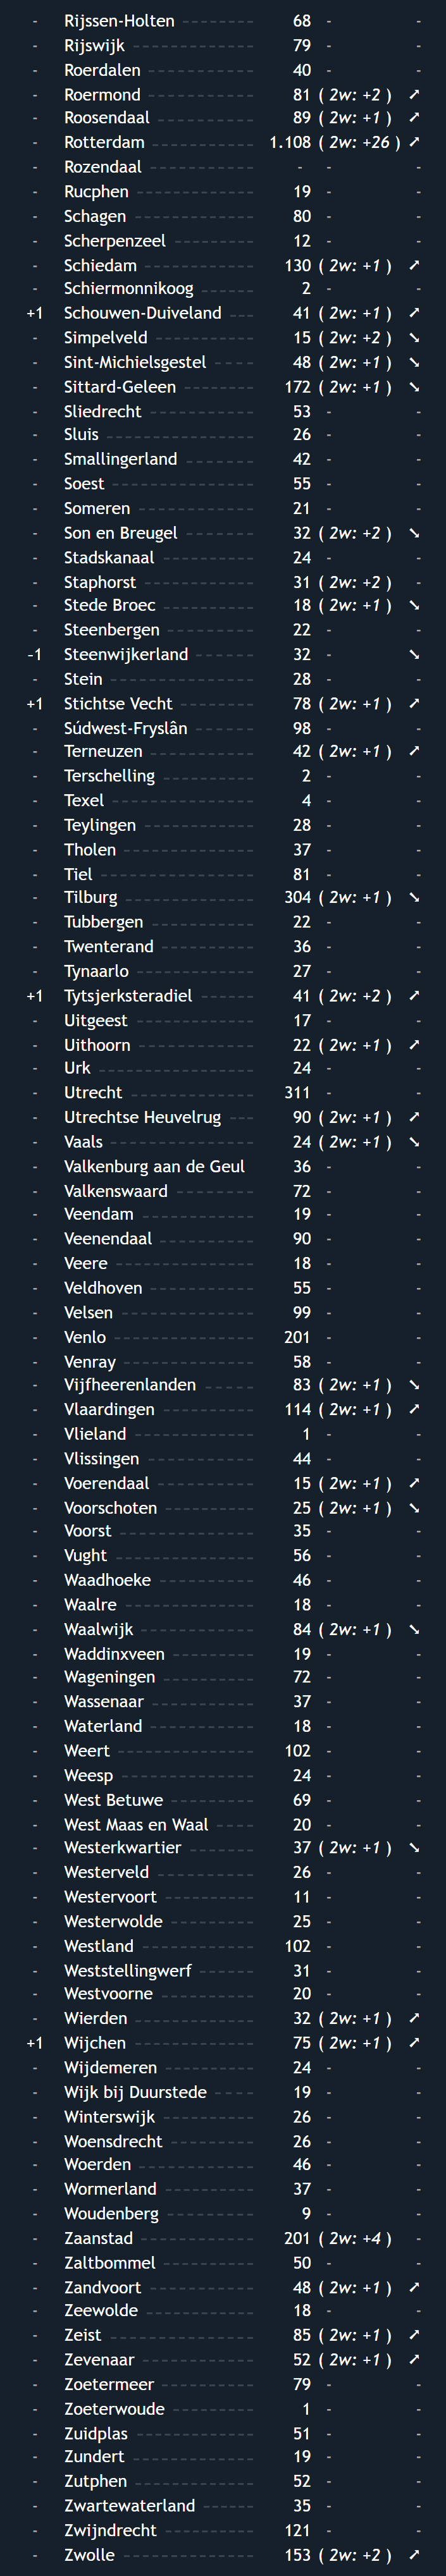 - Rijssen-Holten 68 - -
- Rijswijk 79 - -
- Roerdalen 40 - -
- Roermond 81 ( 2w: +2 ) ➚
- Roosendaal 89 ( 2w: +1 ) ➚
- Rotterdam 1.108 ( 2w: +26 ) ➚
- Rozendaal - - -
- Rucphen 19 - -
- Schagen 80 - -
- Scherpenzeel 12 - -
- Schiedam 130 ( 2w: +1 ) ➚
- Schiermonnikoog 2 - -
+1 Schouwen-Duiveland 41 ( 2w: +1 ) ➚
- Simpelveld 15 ( 2w: +2 ) ➘
- Sint-Michielsgestel 48 ( 2w: +1 ) ➘
- Sittard-Geleen 172 ( 2w: +1 ) ➘
- Sliedrecht 53 - -
- Sluis 26 - -
- Smallingerland 42 - -
- Soest 55 - -
- Someren 21 - -
- Son en Breugel 32 ( 2w: +2 ) ➘
- Stadskanaal 24 - -
- Staphorst 31 ( 2w: +2 ) -
- Stede Broec 18 ( 2w: +1 ) ➘
- Steenbergen 22 - -
-1 Steenwijkerland 32 - ➘
- Stein 28 - -
+1 Stichtse Vecht 78 ( 2w: +1 ) ➚
- Súdwest-Fryslân 98 - -
- Terneuzen 42 ( 2w: +1 ) ➚
- Terschelling 2 - -
- Texel 4 - -
- Teylingen 28 - -
- Tholen 37 - -
- Tiel 81 - -
- Tilburg 304 ( 2w: +1 ) ➘
- Tubbergen 22 - -
- Twenterand 36 - -
- Tynaarlo 27 - -
+1 Tytsjerksteradiel 41 ( 2w: +2 ) ➚
- Uitgeest 17 - -
- Uithoorn 22 ( 2w: +1 ) ➚
- Urk 24 - -
- Utrecht 311 - -
- Utrechtse Heuvelrug 90 ( 2w: +1 ) ➚
- Vaals 24 ( 2w: +1 ) ➘
- Valkenburg aan de Geul 36 - -
- Valkenswaard 72 - -
- Veendam 19 - -
- Veenendaal 90 - -
- Veere 18 - -
- Veldhoven 55 - -
- Velsen 99 - -
- Venlo 201 - -
- Venray 58 - -
- Vijfheerenlanden 83 ( 2w: +1 ) ➘
- Vlaardingen 114 ( 2w: +1 ) ➚
- Vlieland 1 - -
- Vlissingen 44 - -
- Voerendaal 15 ( 2w: +1 ) ➚
- Voorschoten 25 ( 2w: +1 ) ➘
- Voorst 35 - -
- Vught 56 - -
- Waadhoeke 46 - -
- Waalre 18 - -
- Waalwijk 84 ( 2w: +1 ) ➘
- Waddinxveen 19 - -
- Wageningen 72 - -
- Wassenaar 37 - -
- Waterland 18 - -
- Weert 102 - -
- Weesp 24 - -
- West Betuwe 69 - -
- West Maas en Waal 20 - -
- Westerkwartier 37 ( 2w: +1 ) ➘
- Westerveld 26 - -
- Westervoort 11 - -
- Westerwolde 25 - -
- Westland 102 - -
- Weststellingwerf 31 - -
- Westvoorne 20 - -
- Wierden 32 ( 2w: +1 ) ➚
+1 Wijchen 75 ( 2w: +1 ) ➚
- Wijdemeren 24 - -
- Wijk bij Duurstede 19 - -
- Winterswijk 26 - -
- Woensdrecht 26 - -
- Woerden 46 - -
- Wormerland 37 - -
- Woudenberg 9 - -
- Zaanstad 201 ( 2w: +4 ) -
- Zaltbommel 50 - -
- Zandvoort 48 ( 2w: +1 ) ➚
- Zeewolde 18 - -
- Zeist 85 ( 2w: +1 ) ➚
- Zevenaar 52 ( 2w: +1 ) ➚
- Zoetermeer 79 - -
- Zoeterwoude 1 - -
- Zuidplas 51 - -
- Zundert 19 - -
- Zutphen 52 - -
- Zwartewaterland 35 - -
- Zwijndrecht 121 - -
- Zwolle 153 ( 2w: +2 ) ➚